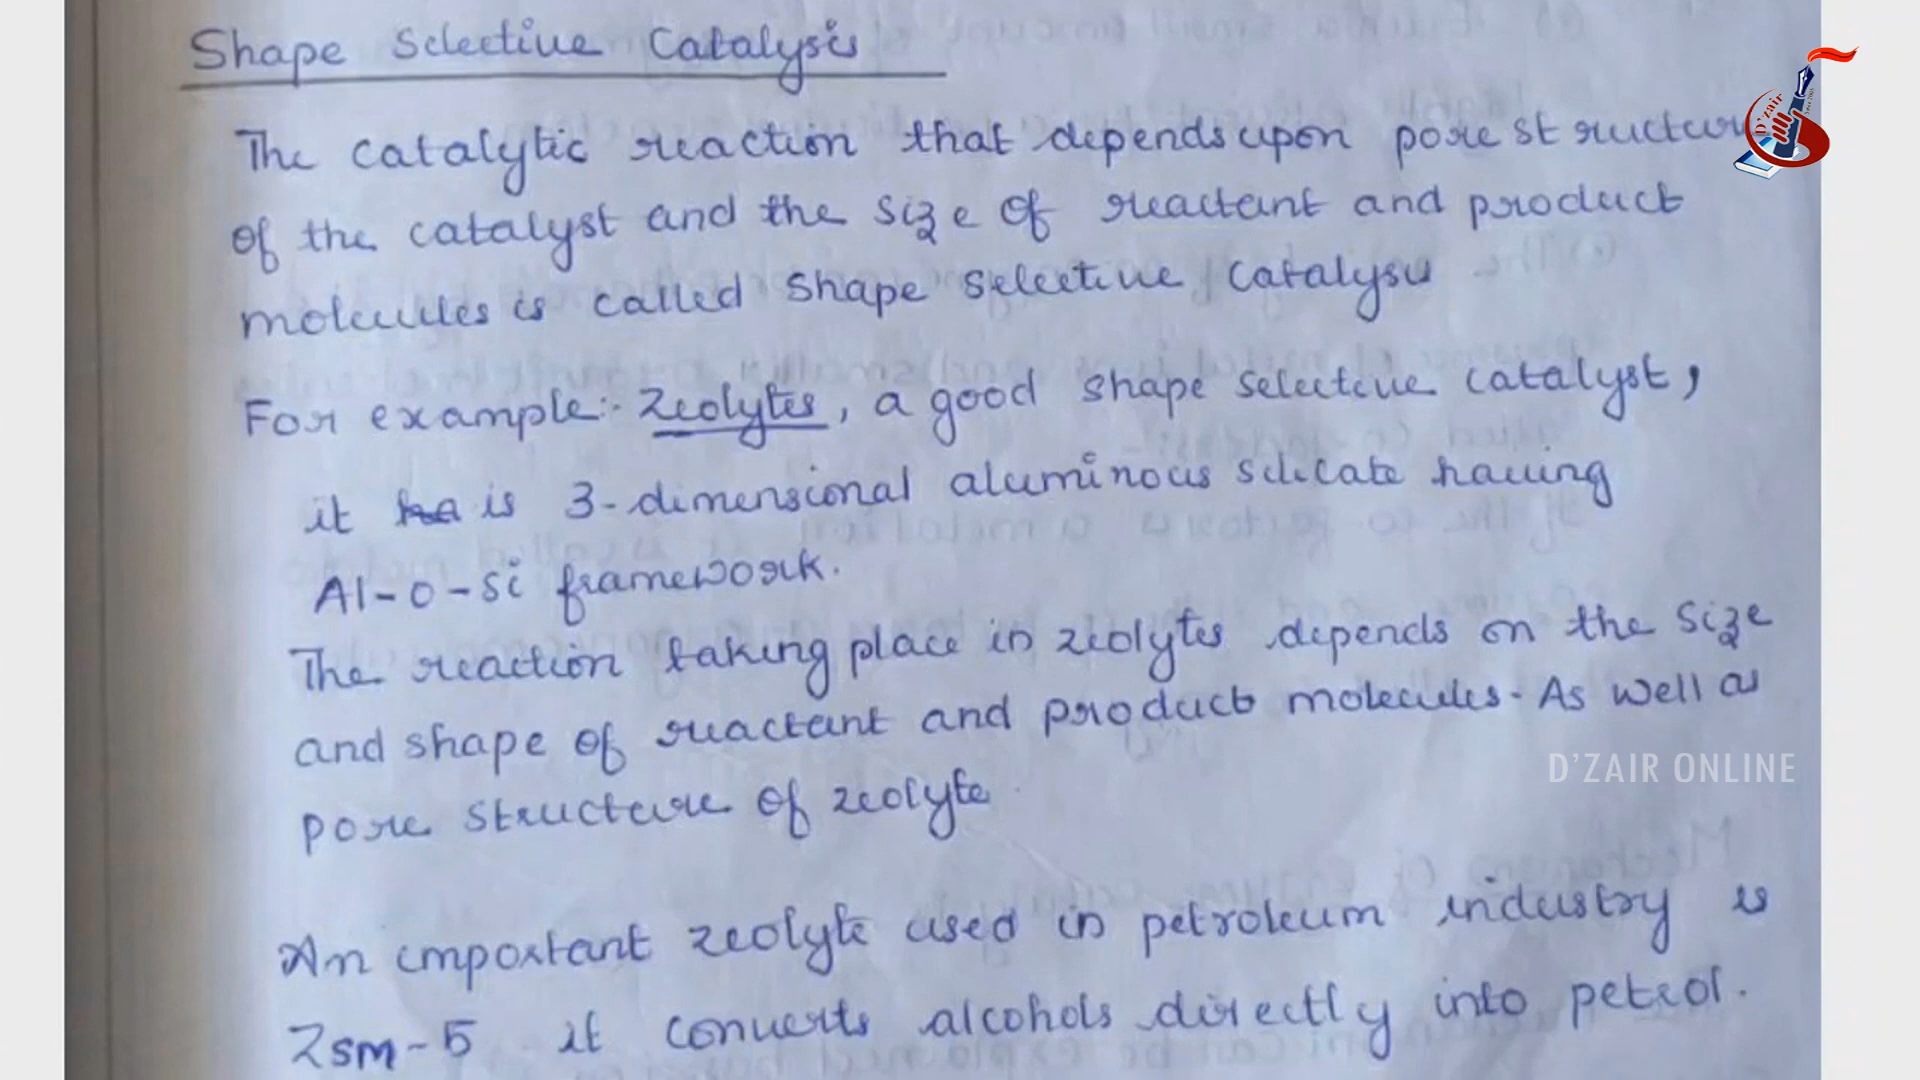 Shape Selective Catalysis
The catalytic reaction that depends upon pore structure
of the catalyst and the size of reactant and product
molecules is called shape selective catalysis
For example:- Zeolytes, a good shape selective catalyst,
it is 3-dimensional aluminous silicate having
Al-O-Si framework.
The reaction taking place in zeolytes depends on the size
and shape of reactant and product molecules. As well as
pore structure of zeolyte
An important zeolyte used in petroleum industry is
ZSM-5 it converts alcohols directly into petrol.
D'Zair
D'ZAIR ONLINE